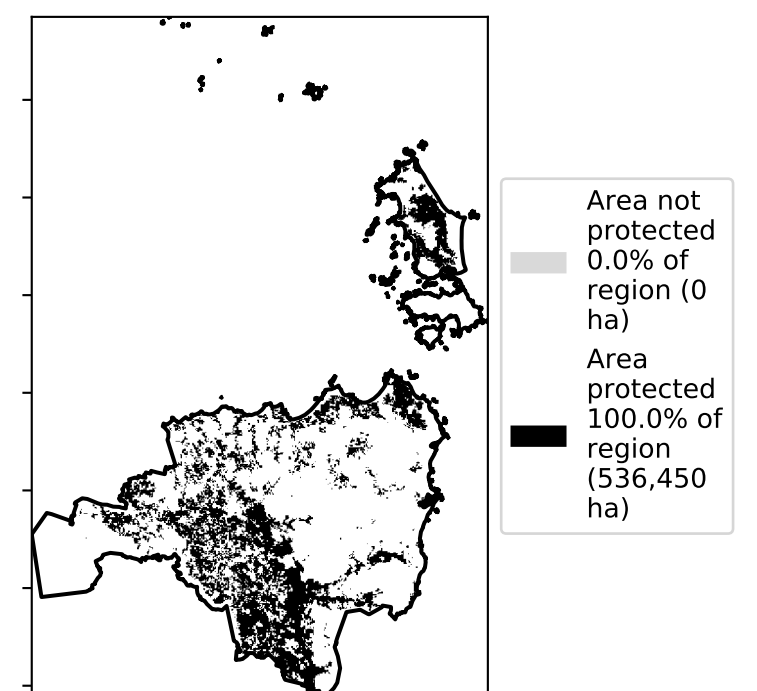 Area not
protected
0.0% of
region (0
ha)
Area
protected
100.0% of
region
(536,450
ha)